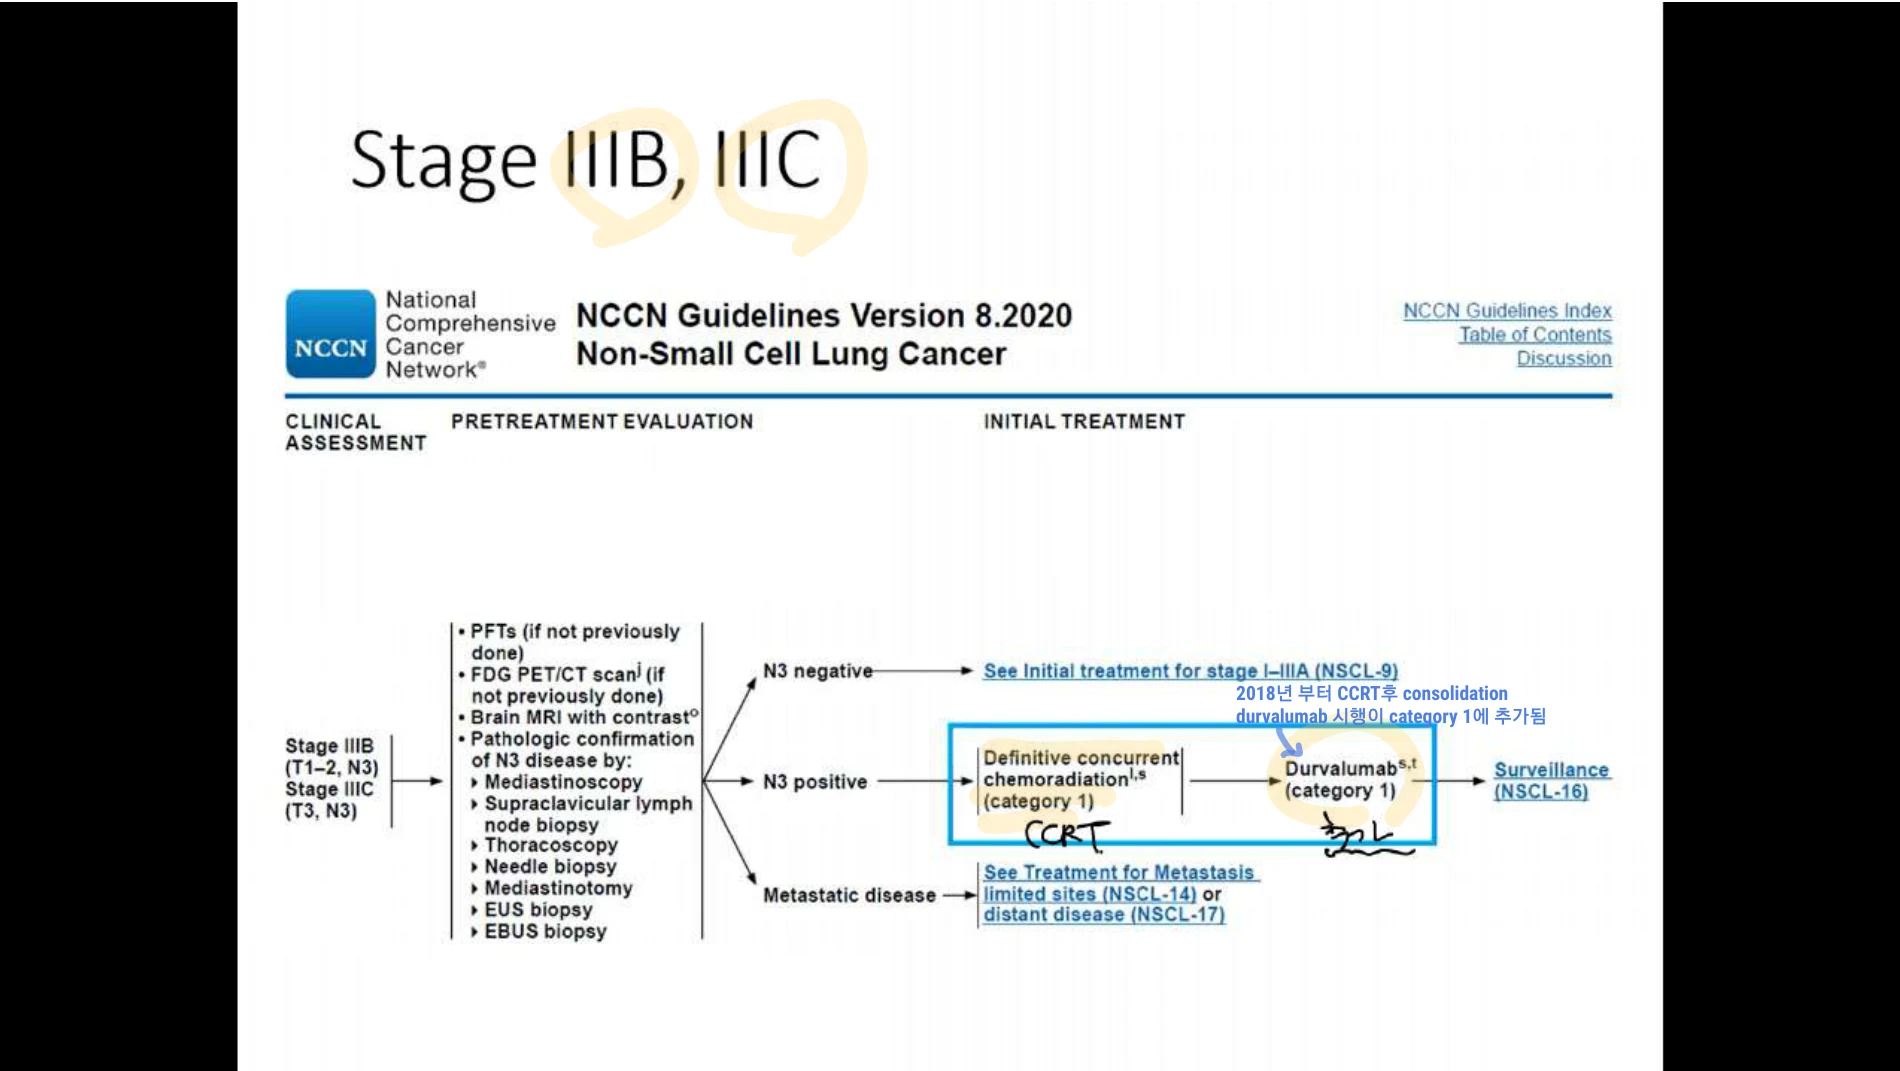 Stage IIIB, IIIC
NCCN
National
Comprehensive
Cancer
Network®
NCCN Guidelines Version 8.2020
Non-Small Cell Lung Cancer
NCCN Guidelines Index
Table of Contents
Discussion
CLINICAL
ASSESSMENT
PRETREATMENT EVALUATION
INITIAL TREATMENT
Stage IIIB
(T1–2, N3)
Stage IIIC
(T3, N3)
• PFTs (if not previously
done)
• FDG PET/CT scanʲ (if
not previously done)
• Brain MRI with contrastᵒ
• Pathologic confirmation
of N3 disease by:
▸ Mediastinoscopy
▸ Supraclavicular lymph
node biopsy
▸ Thoracoscopy
▸ Needle biopsy
▸ Mediastinotomy
▸ EUS biopsy
▸ EBUS biopsy
N3 negative
See Initial treatment for stage I–IIIA (NSCL-9)
2018년 부터 CCRT후 consolidation
durvalumab 시행이 category 1에 추가됨
N3 positive
Definitive concurrent
chemoradiationˡ,ˢ
(category 1)
CCRT
Durvalumabˢ,ᵗ
(category 1)
Surveillance
(NSCL-16)
Metastatic disease
See Treatment for Metastasis
limited sites (NSCL-14) or
distant disease (NSCL-17)